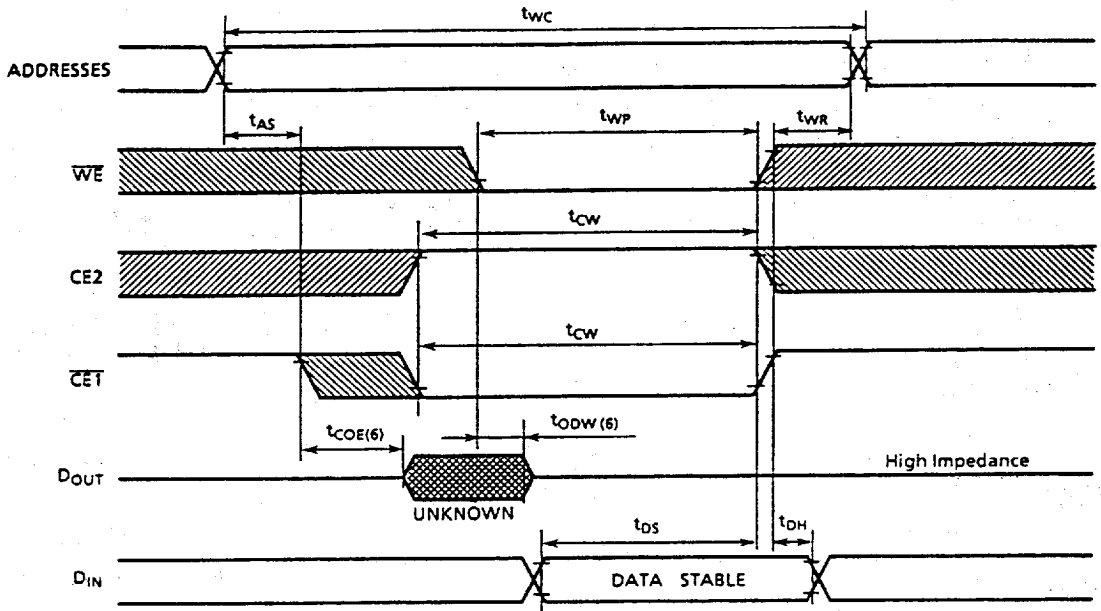 tWC
ADDRESSES
tAS
tWP
tWR
WE
tCW
CE2
tCW
CE1
tCOE(6)
tODW(6)
DOUT
High Impedance
UNKNOWN
tDS
tDH
DIN
DATA STABLE